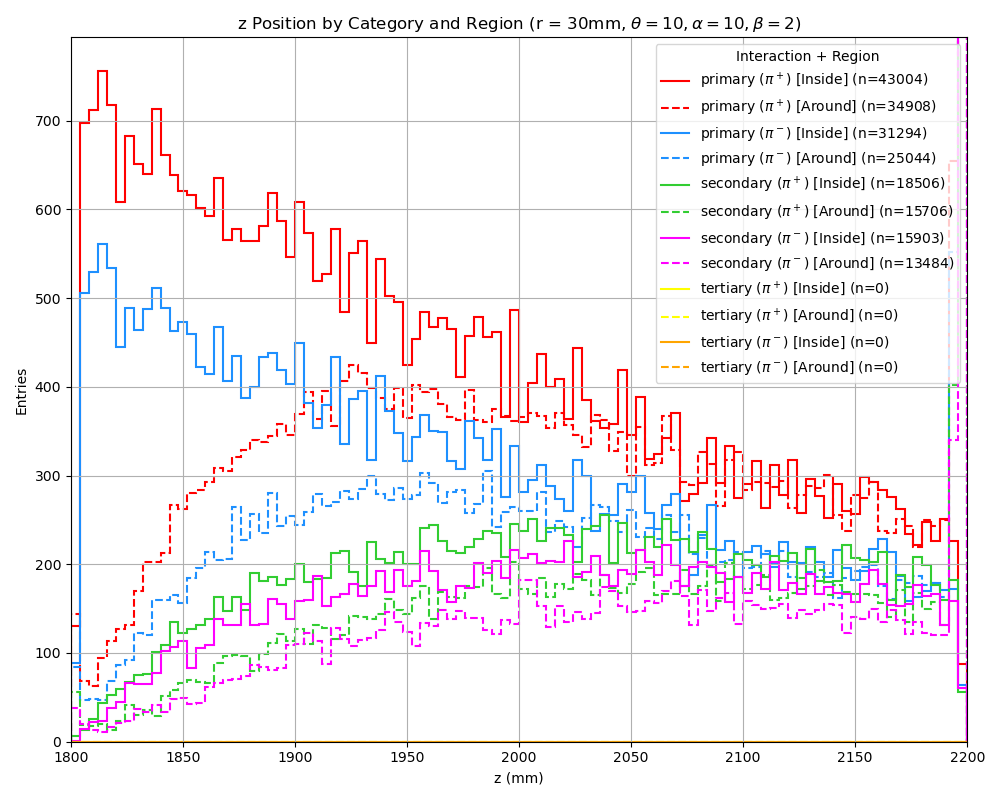 z Position by Category and Region (r = 30mm, θ = 10, α = 10, β = 2)
Interaction + Region
primary (π⁺) [Inside] (n=43004)
primary (π⁺) [Around] (n=34908)
primary (π⁻) [Inside] (n=31294)
primary (π⁻) [Around] (n=25044)
secondary (π⁺) [Inside] (n=18506)
secondary (π⁺) [Around] (n=15706)
secondary (π⁻) [Inside] (n=15903)
secondary (π⁻) [Around] (n=13484)
tertiary (π⁺) [Inside] (n=0)
tertiary (π⁺) [Around] (n=0)
tertiary (π⁻) [Inside] (n=0)
tertiary (π⁻) [Around] (n=0)
Entries
700
600
500
400
300
200
100
0
1800 1850 1900 1950 2000 2050 2100 2150 2200
z (mm)